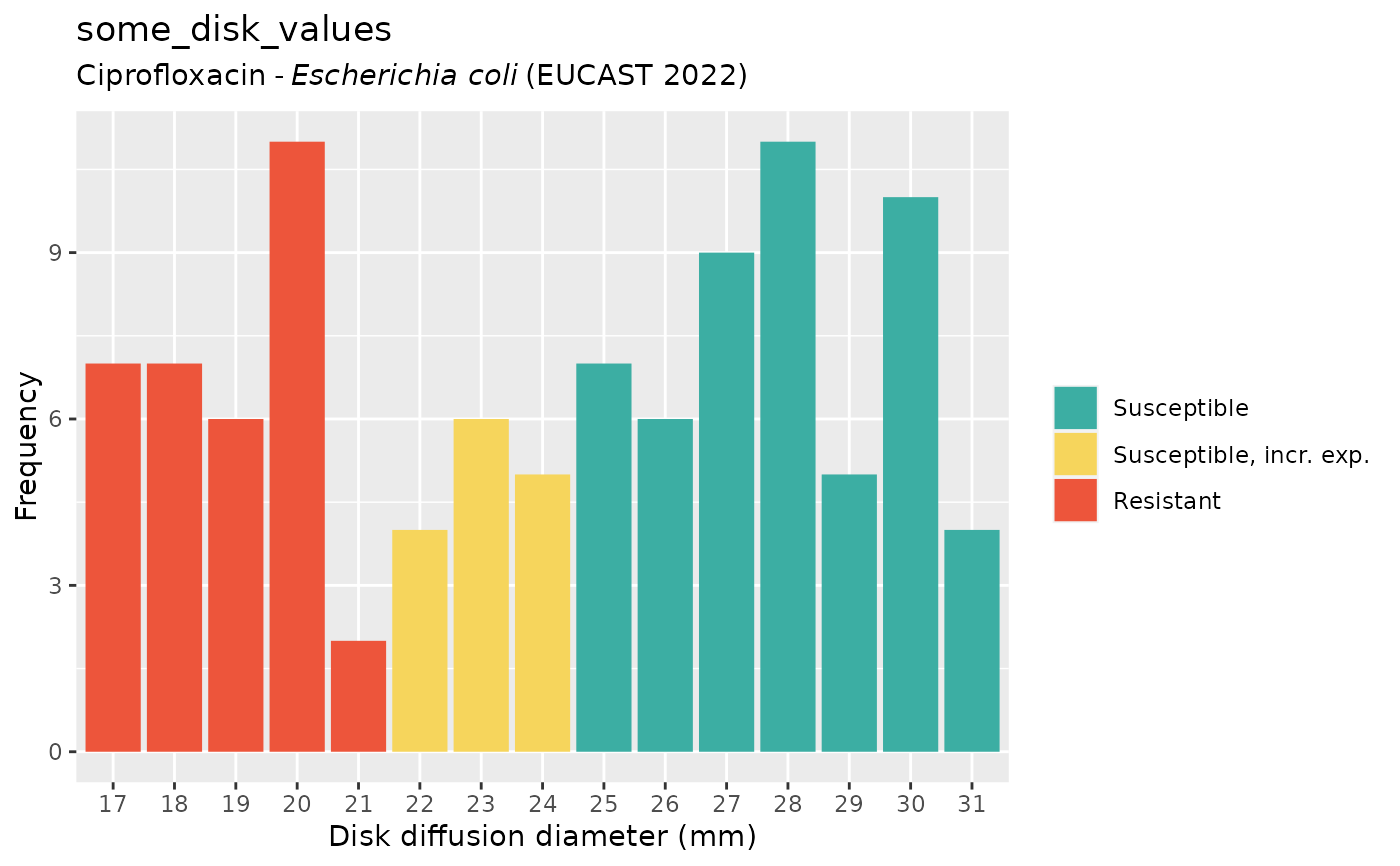 some_disk_values
Ciprofloxacin - Escherichia coli (EUCAST 2022)
Frequency
9
6
3
0
17 18 19 20 21 22 23 24 25 26 27 28 29 30 31
Disk diffusion diameter (mm)
Susceptible
Susceptible, incr. exp.
Resistant